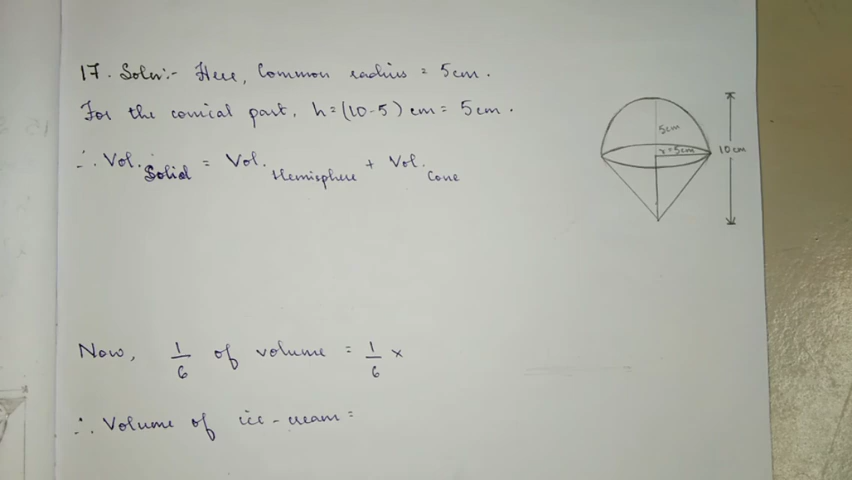 17. Soln:- Here, Common radius = 5cm.
For the conical part, h = (10-5) cm = 5cm.
∴ Vol. Solid = Vol. Hemisphere + Vol. Cone
5cm
r=5cm
10cm
Now, 1/6 of volume = 1/6 ×
∴ Volume of ice-cream =